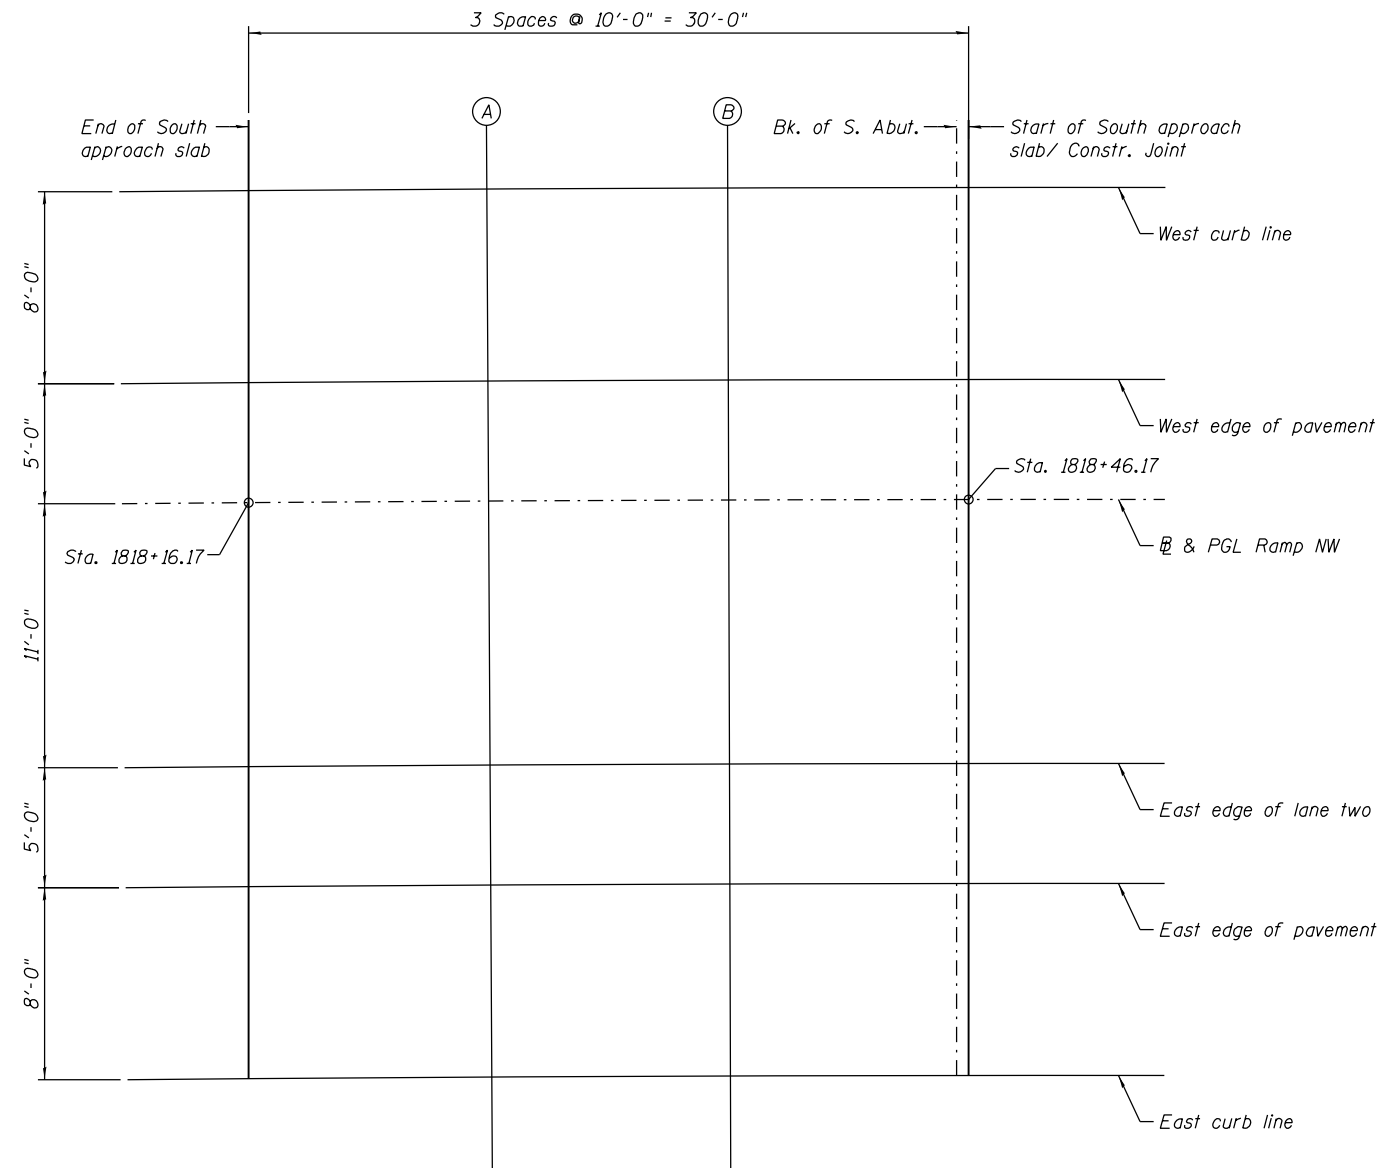 3 Spaces @ 10'-0" = 30'-0"
A
B
End of South
approach slab
Bk. of S. Abut.
Start of South approach
slab/ Constr. Joint
West curb line
8'-0"
West edge of pavement
5'-0"
Sta. 1818+46.17
Sta. 1818+16.17
℄ & PGL Ramp NW
11'-0"
East edge of lane two
5'-0"
East edge of pavement
8'-0"
East curb line